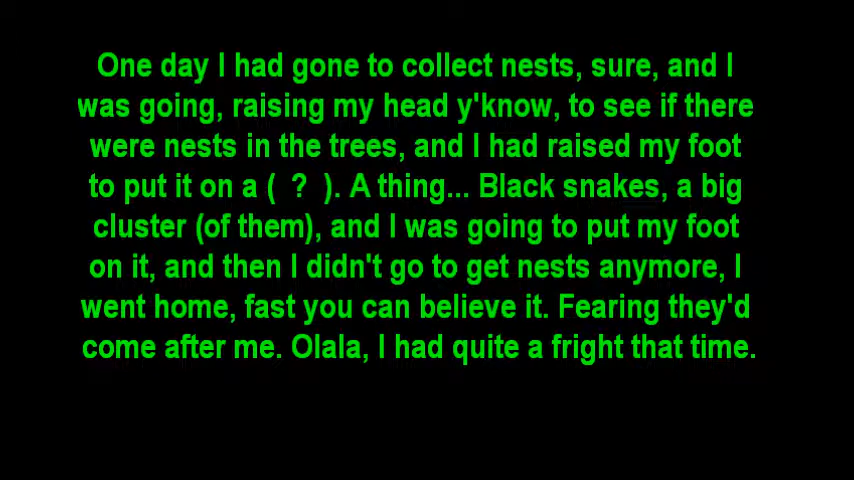 One day I had gone to collect nests, sure, and I
was going, raising my head y'know, to see if there
were nests in the trees, and I had raised my foot
to put it on a ( ? ). A thing... Black snakes, a big
cluster (of them), and I was going to put my foot
on it, and then I didn't go to get nests anymore, I
went home, fast you can believe it. Fearing they'd
come after me. Olala, I had quite a fright that time.